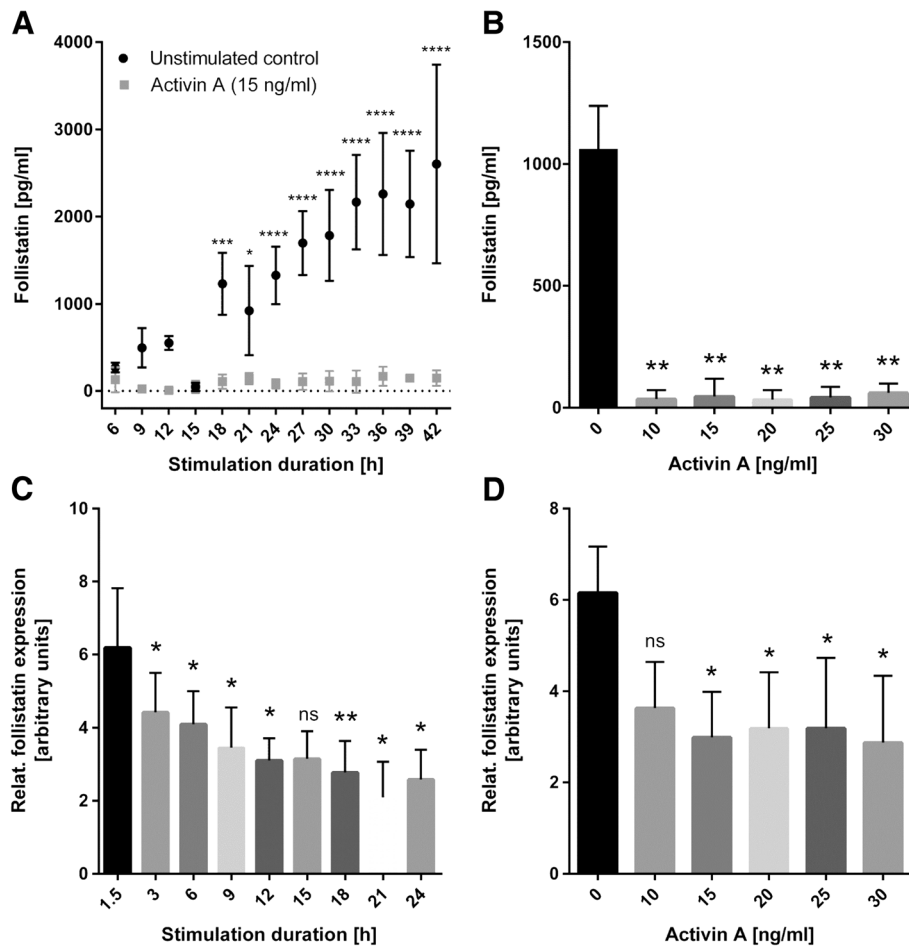 A
4000
3000
2000
1000
0
Follistatin [pg/ml]
Unstimulated control
Activin A (15 ng/ml)
*** * **** **** **** **** **** **** ****
6 9 12 15 18 21 24 27 30 33 36 39 42
Stimulation duration [h]
B
1500
1000
500
0
Follistatin [pg/ml]
** ** ** ** **
0 10 15 20 25 30
Activin A [ng/ml]
C
10
8
6
4
2
0
Relat. follistatin expression
[arbitrary units]
* * * * ns ** * *
1.5 3 6 9 12 15 18 21 24
Stimulation duration [h]
D
8
6
4
2
0
Relat. follistatin expression
[arbitrary units]
ns * * * *
0 10 15 20 25 30
Activin A [ng/ml]